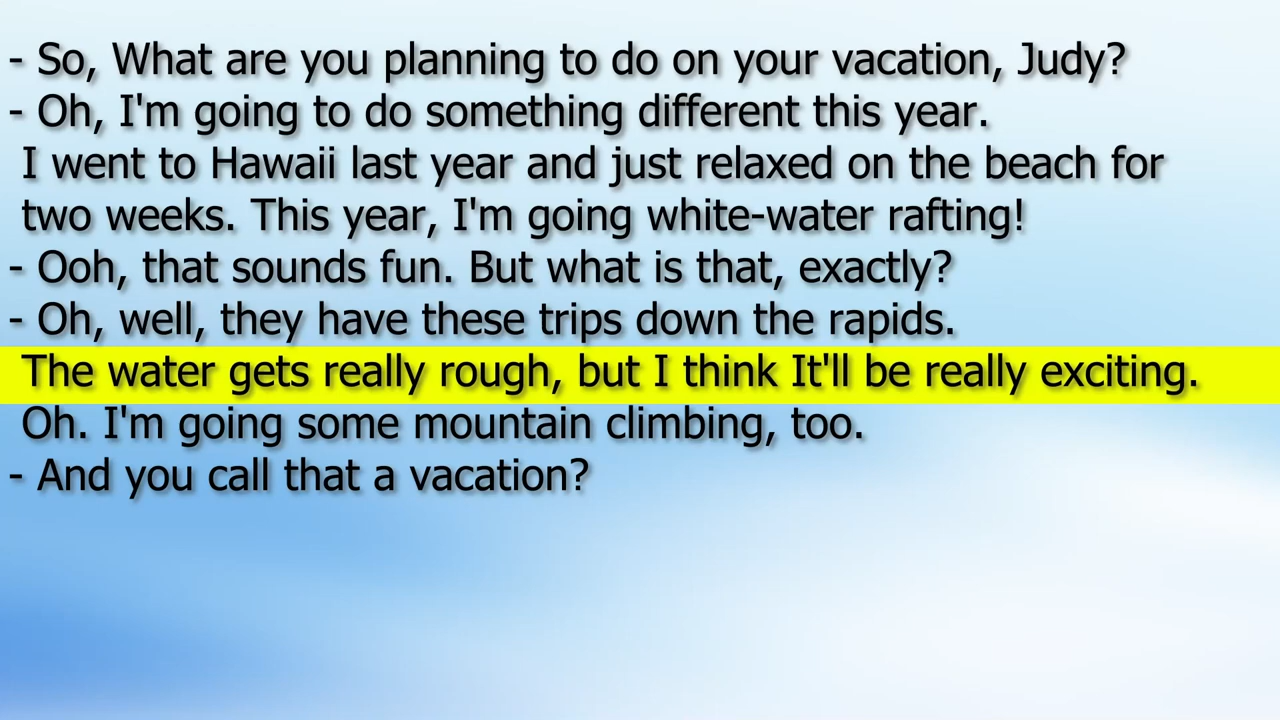 - So, What are you planning to do on your vacation, Judy?
- Oh, I'm going to do something different this year.
I went to Hawaii last year and just relaxed on the beach for
two weeks. This year, I'm going white-water rafting!
- Ooh, that sounds fun. But what is that, exactly?
- Oh, well, they have these trips down the rapids.
The water gets really rough, but I think It'll be really exciting.
Oh. I'm going some mountain climbing, too.
- And you call that a vacation?